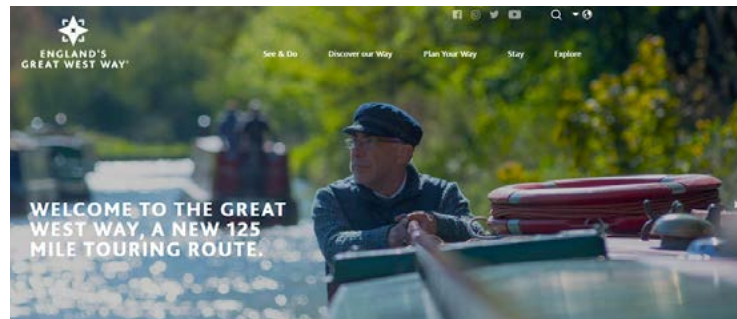 ENGLAND'S
GREAT WEST WAY®
See & Do Discover our Way Plan Your Way Stay Explore
WELCOME TO THE GREAT
WEST WAY, A NEW 125
MILE TOURING ROUTE.